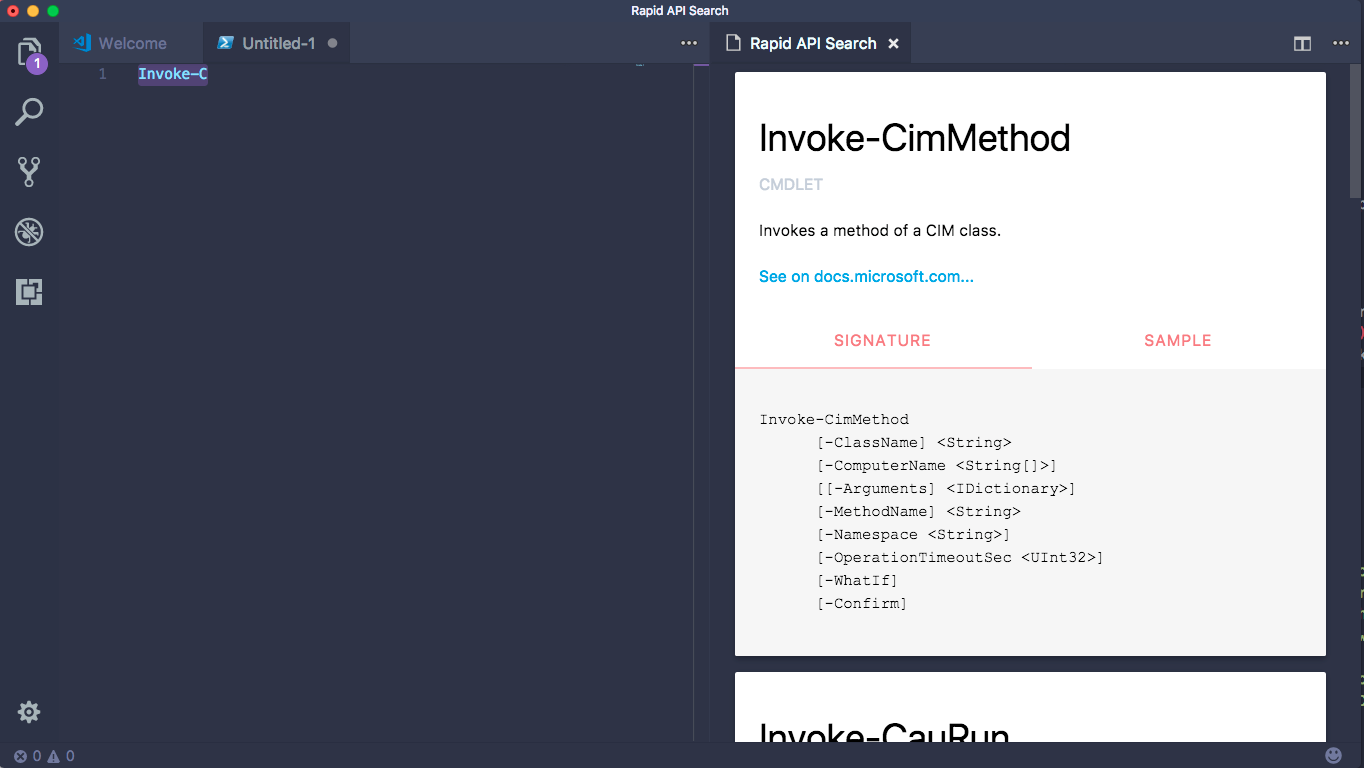 Rapid API Search
Welcome
Untitled-1
Rapid API Search
1
1 Invoke-C
Invoke-CimMethod
CMDLET
Invokes a method of a CIM class.
See on docs.microsoft.com...
SIGNATURE SAMPLE
Invoke-CimMethod
[-ClassName] <String>
[-ComputerName <String[]>]
[[-Arguments] <IDictionary>]
[-MethodName] <String>
[-Namespace <String>]
[-OperationTimeoutSec <UInt32>]
[-WhatIf]
[-Confirm]
Invoke-CauRun
0 0